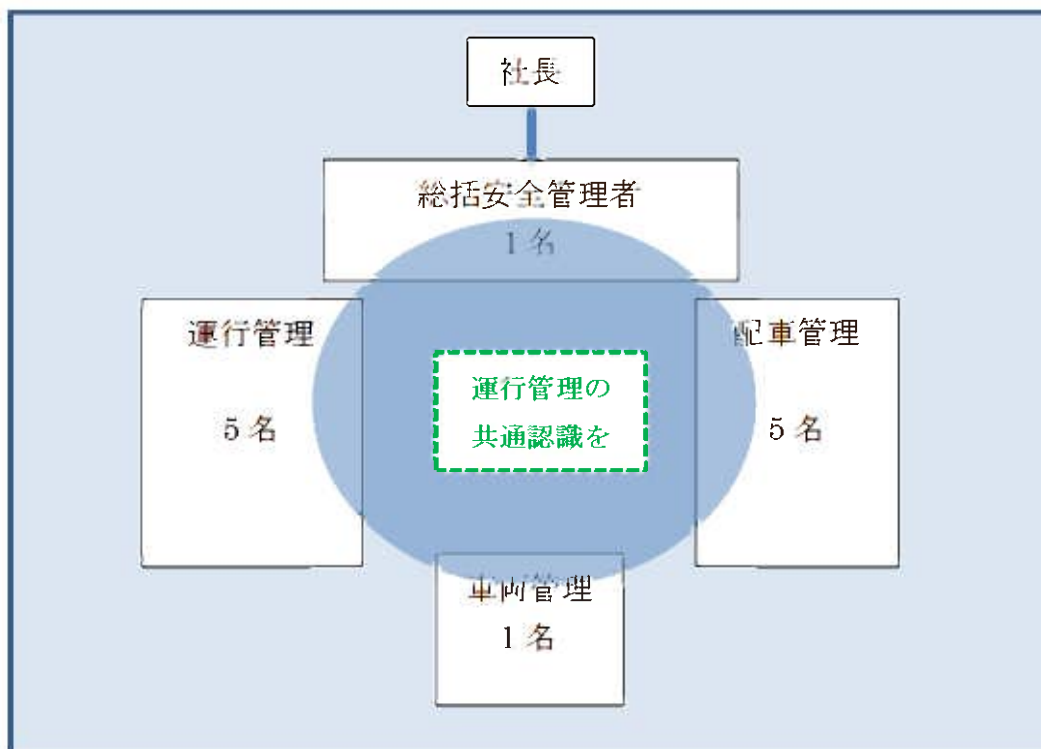 社長
総括安全管理者
1名
運行管理
5名
配車管理
5名
運行管理の
共通認識を
車両管理
1名